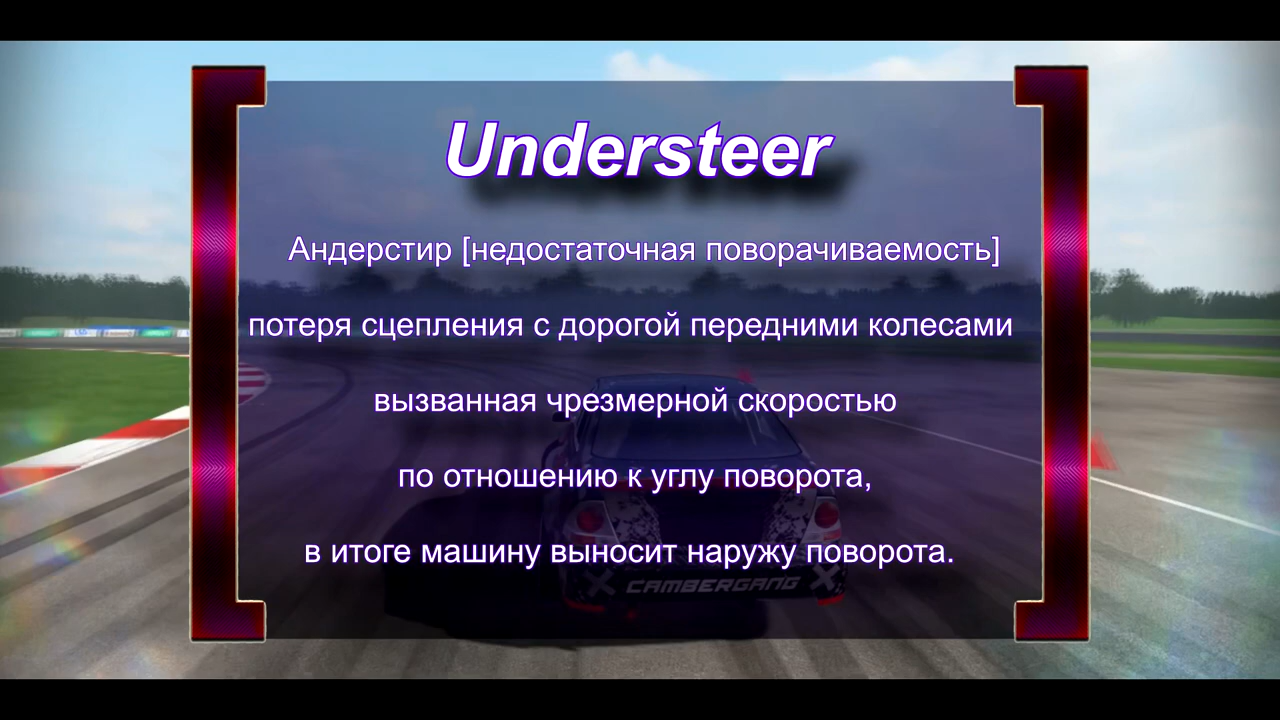 Understeer
Андерстир [недостаточная поворачиваемость]
потеря сцепления с дорогой передними колесами
вызванная чрезмерной скоростью
по отношению к углу поворота,
в итоге машину выносит наружу поворота.
CAMBERGANG